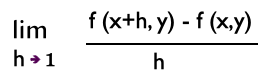 lim f (x+h, y) - f (x,y)
h → 1 h